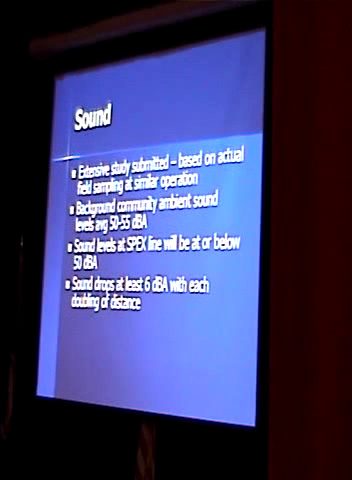 Sound
Extensive study submitted – based on actual
field sampling at similar operation
Background community ambient sound
levels avg 50-55 dBA
Sound levels at SPEX line will be at or below
50 dBA
Sound drops at least 6 dBA with each
doubling of distance